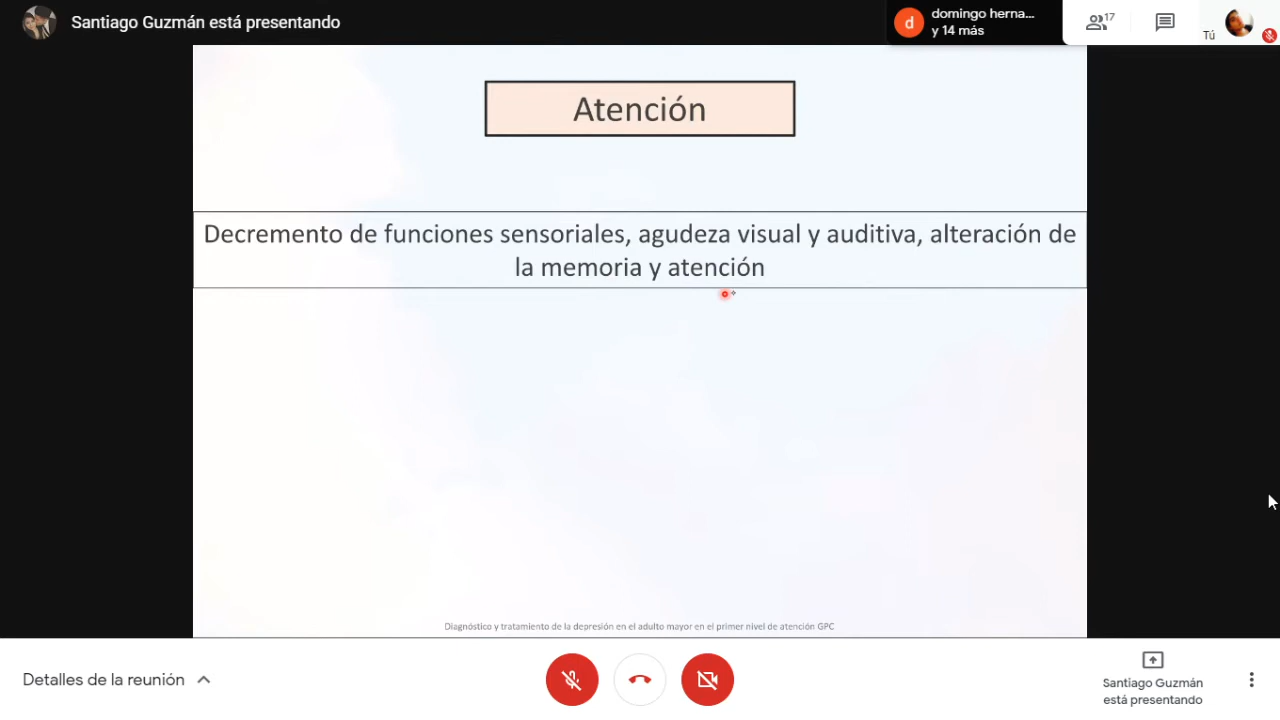 Santiago Guzmán está presentando
d
domingo herna...
y 14 más
17
Tú
Atención
Decremento de funciones sensoriales, agudeza visual y auditiva, alteración de
la memoria y atención
Diagnóstico y tratamiento de la depresión en el adulto mayor en el primer nivel de atención GPC
Detalles de la reunión
Santiago Guzmán
está presentando